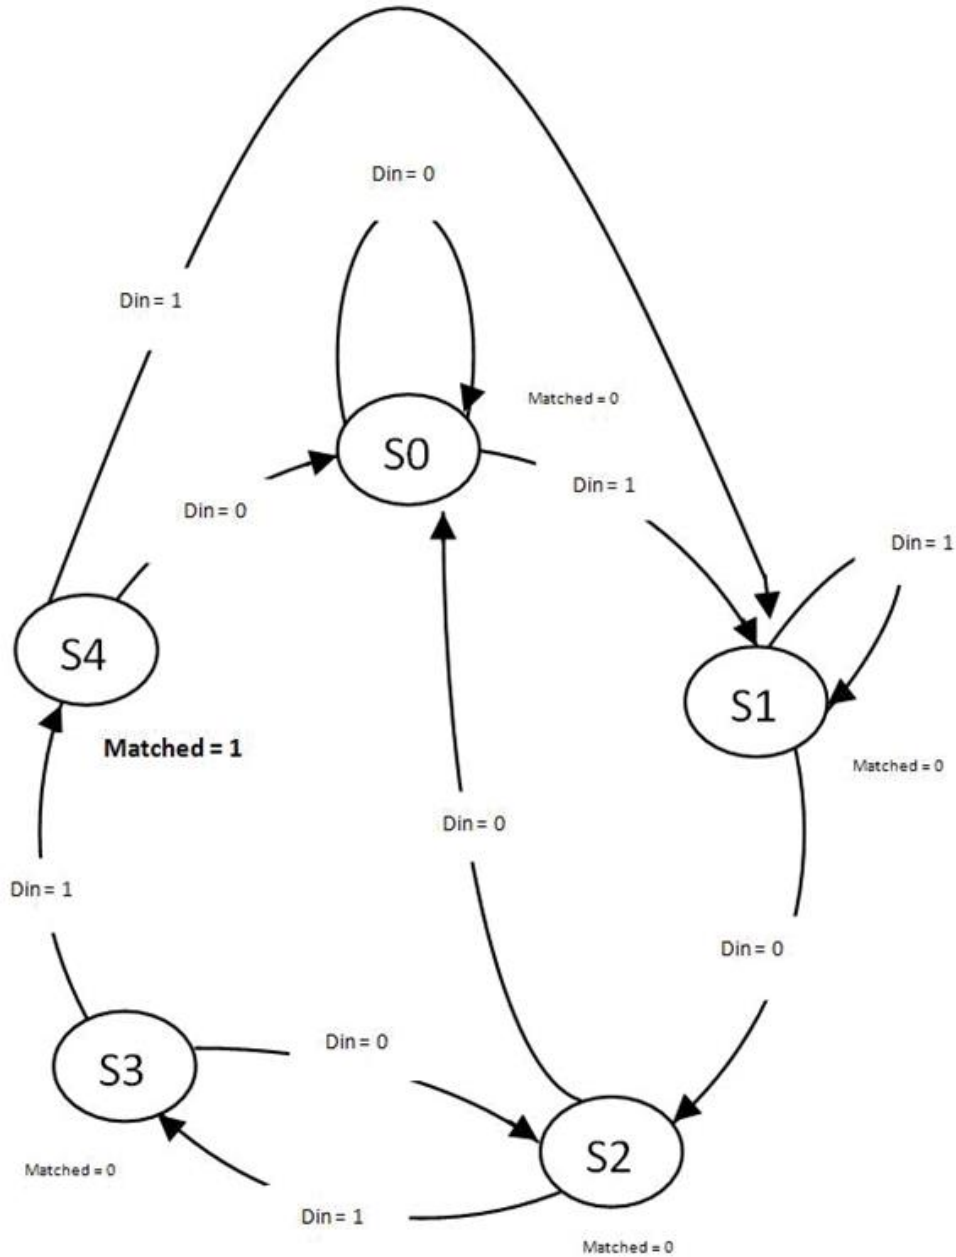 Din = 0
Din = 1
Matched = 0
S0
Din = 1
Din = 0
Din = 1
S4
S1
Matched = 1
Matched = 0
Din = 0
Din = 1
Din = 0
Din = 0
S3
S2
Matched = 0
Din = 1
Matched = 0